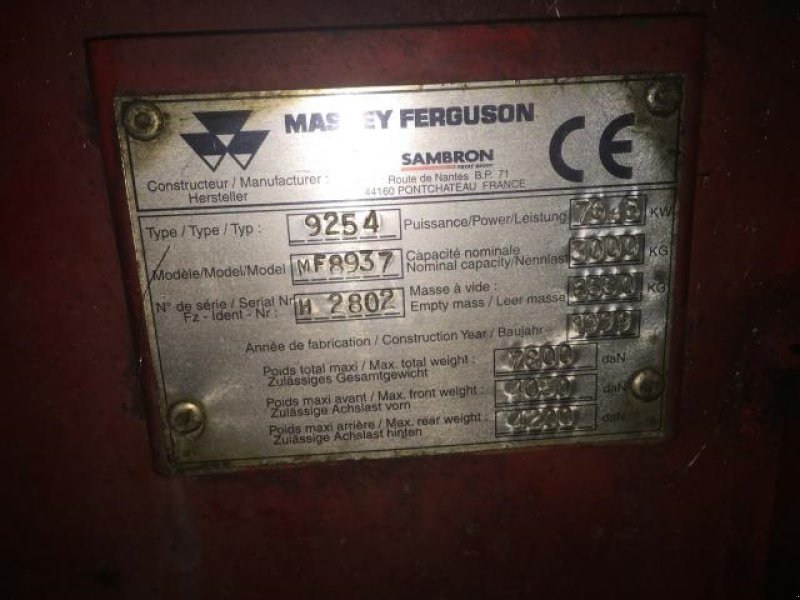 MASSEY FERGUSON
CE
SAMBRON
Constructeur / Manufacturer :
Hersteller
Route de Nantes B.P. 71
44160 PONTCHATEAU FRANCE
Type / Type / Typ : 9254 Puissance/Power/Leistung KW
Modèle/Model/Model MF8937 Capacité nominale 3000 KG
Nominal capacity/Nennlast
N° de série / Serial Nr H 2802 Masse à vide : KG
Fz - Ident - Nr : Empty mass / Leer masse
Année de fabrication / Construction Year / Baujahr
Poids total maxi / Max. total weight : daN
Zulässiges Gesamtgewicht
Poids maxi avant / Max. front weight : daN
Zulässige Achslast vorn
Poids maxi arrière / Max. rear weight : 4200 daN
Zulässige Achslast hinten